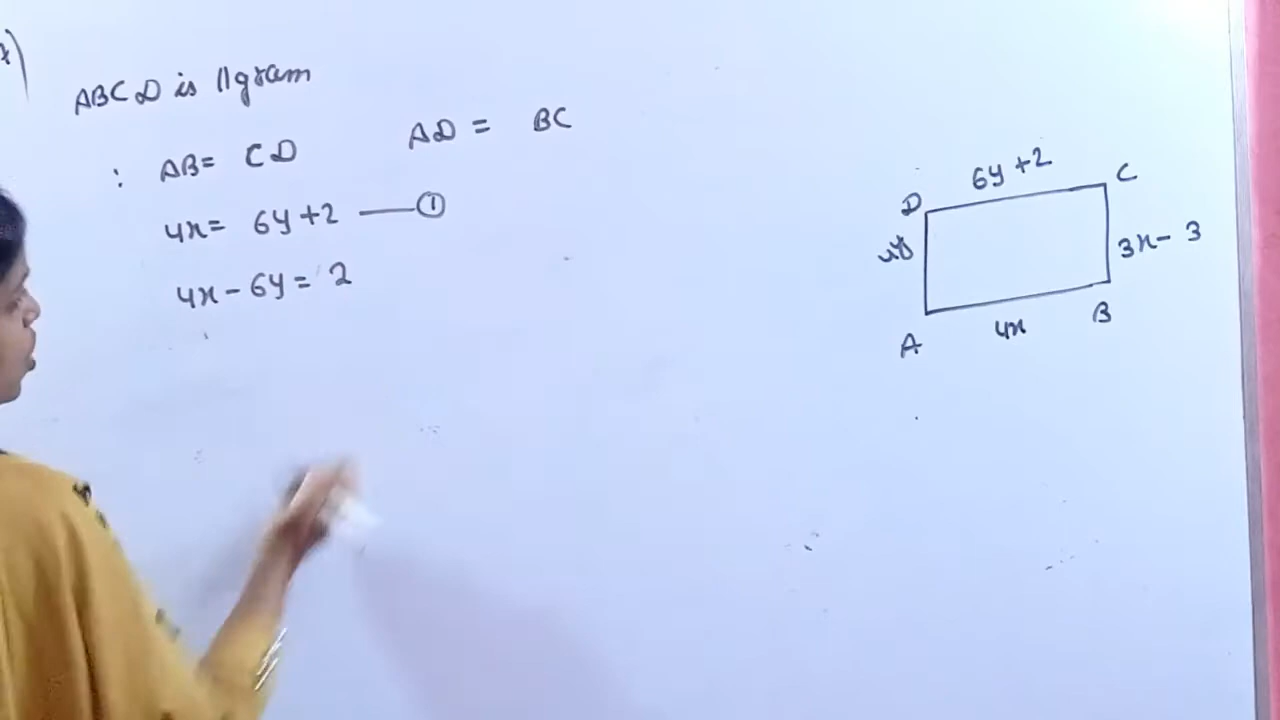 ABCD is ||gram
∴ AB = CD AD = BC
4x = 6y + 2 —— ①
4x - 6y = 2
6y + 2
D C
3x - 3
A 4x B